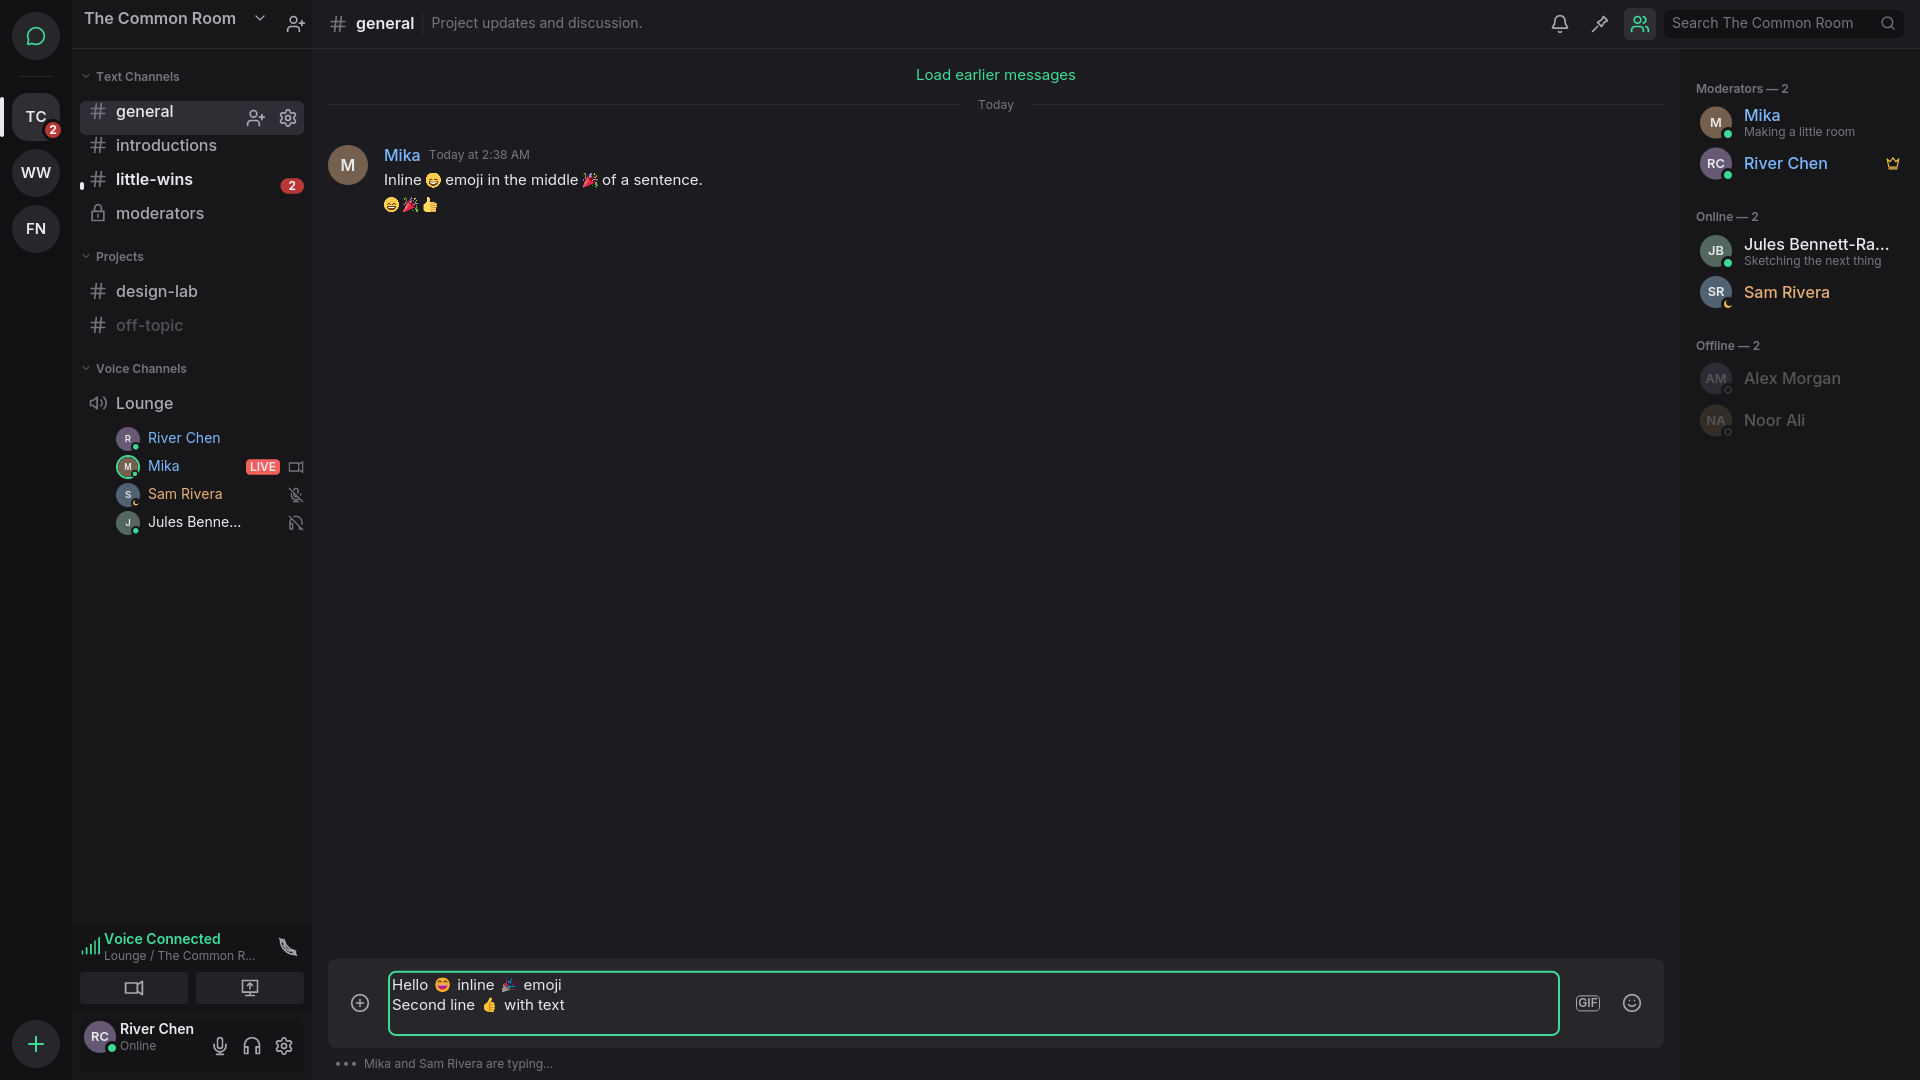 The Common Room
general
Project updates and discussion.
Search The Common Room
TC
2
WW
FN
Text Channels
general
introductions
little-wins
2
moderators
Projects
design-lab
off-topic
Voice Channels
Lounge
R
River Chen
M
Mika
LIVE
S
Sam Rivera
J
Jules Benne...
Voice Connected
Lounge / The Common R...
RC
River Chen
Online
Load earlier messages
Today
M
Mika Today at 2:38 AM
Inline 😄 emoji in the middle 🎉 of a sentence.
😄🎉👍
Hello 😄 inline 🎉 emoji
Second line 👍 with text
GIF
Mika and Sam Rivera are typing...
Moderators — 2
M
Mika
Making a little room
RC
River Chen
Online — 2
JB
Jules Bennett-Ra...
Sketching the next thing
SR
Sam Rivera
Offline — 2
AM
Alex Morgan
NA
Noor Ali